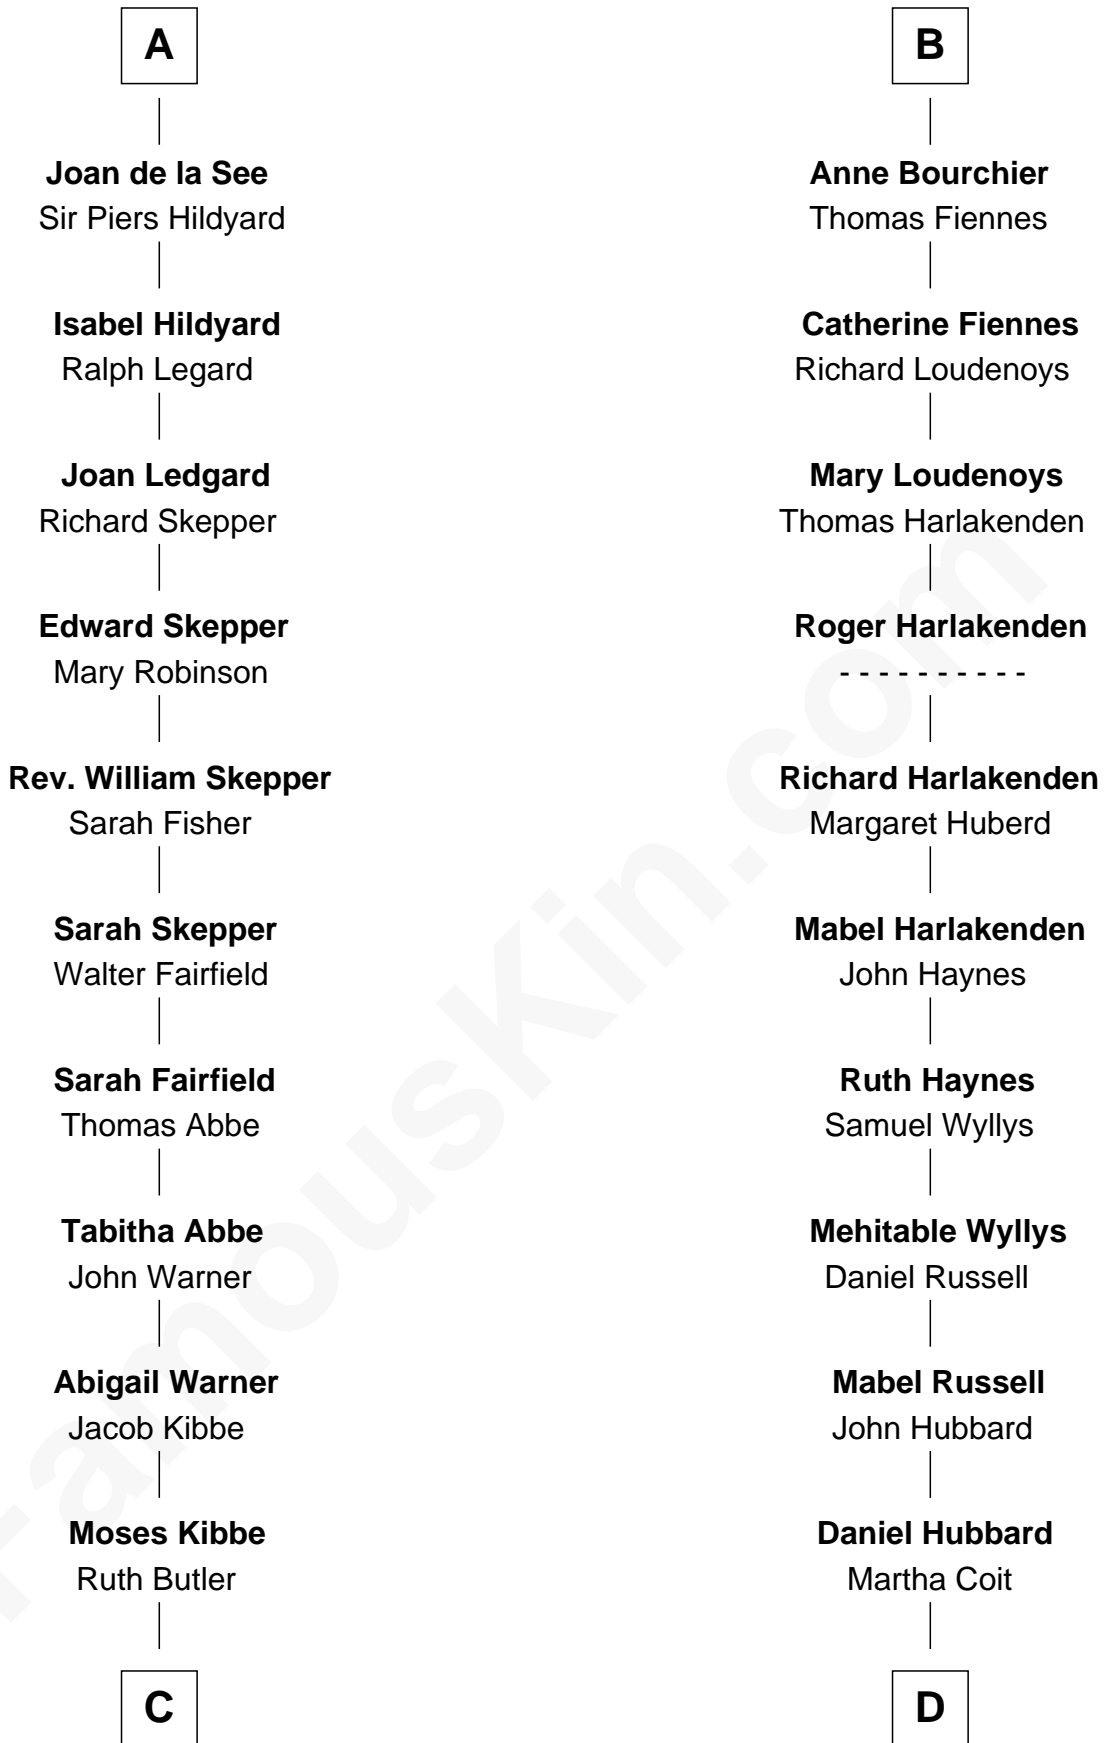 A
Joan de la See
Sir Piers Hildyard
Isabel Hildyard
Ralph Legard
Joan Ledgard
Richard Skepper
Edward Skepper
Mary Robinson
Rev. William Skepper
Sarah Fisher
Sarah Skepper
Walter Fairfield
Sarah Fairfield
Thomas Abbe
Tabitha Abbe
John Warner
Abigail Warner
Jacob Kibbe
Moses Kibbe
Ruth Butler
C
B
Anne Bourchier
Thomas Fiennes
Catherine Fiennes
Richard Loudenoys
Mary Loudenoys
Thomas Harlakenden
Roger Harlakenden
- - - - - - - - - -
Richard Harlakenden
Margaret Huberd
Mabel Harlakenden
John Haynes
Ruth Haynes
Samuel Wyllys
Mehitable Wyllys
Daniel Russell
Mabel Russell
John Hubbard
Daniel Hubbard
Martha Coit
D
FamousKin.com